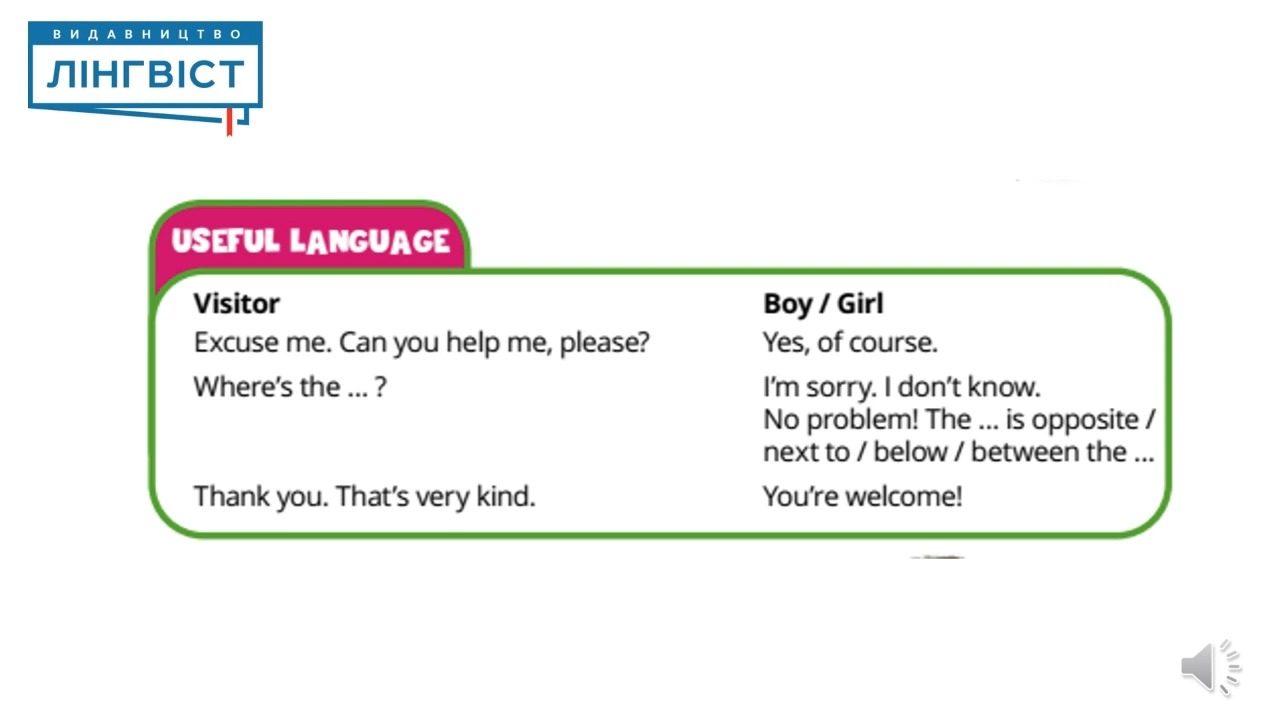 ВИДАВНИЦТВО
ЛІНГВІСТ
USEFUL LANGUAGE
Visitor
Boy / Girl
Excuse me. Can you help me, please?
Yes, of course.
Where's the ... ?
I'm sorry. I don't know.
No problem! The ... is opposite /
next to / below / between the ...
Thank you. That's very kind.
You're welcome!